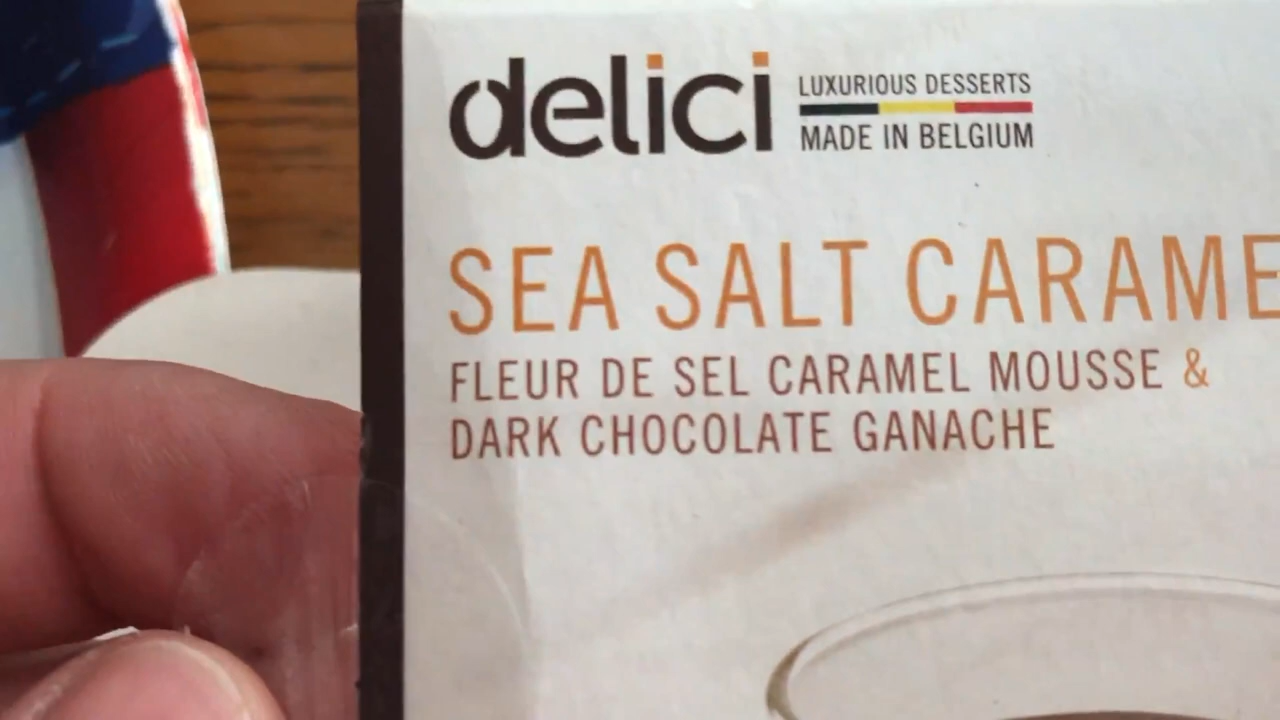 delici
LUXURIOUS DESSERTS
MADE IN BELGIUM
SEA SALT CARAME
FLEUR DE SEL CARAMEL MOUSSE &
DARK CHOCOLATE GANACHE